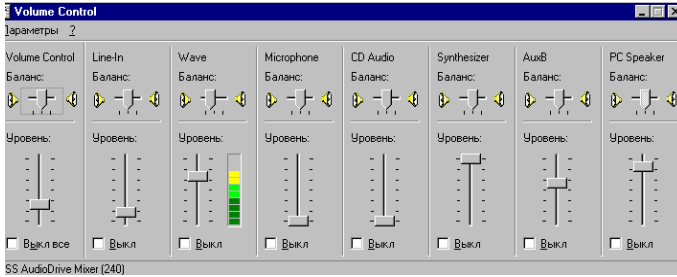 Volume Control
Параметры ?
Volume Control Line-In Wave Microphone CD Audio Synthesizer AuxB PC Speaker
Баланс: Баланс: Баланс: Баланс: Баланс: Баланс: Баланс: Баланс:
Уровень: Уровень: Уровень: Уровень: Уровень: Уровень: Уровень: Уровень:
Выкл все Выкл Выкл Выкл Выкл Выкл Выкл Выкл
SS AudioDrive Mixer (240)